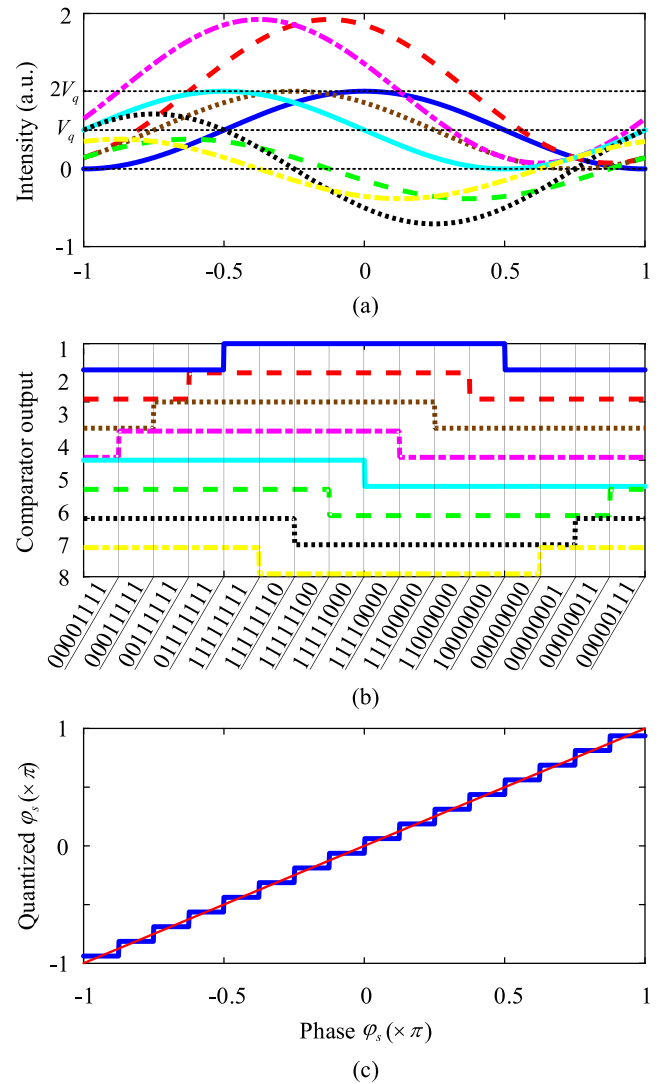 2
2V_q
V_q
0
-1
Intensity (a.u.)
-1 -0.5 0 0.5 1
(a)
1
2
3
4
5
6
7
8
Comparator output
00001111
00011111
00111111
01111111
11111111
11111110
11111100
11111000
11110000
11100000
11000000
10000000
00000000
00000001
00000011
00000111
(b)
1
0
-1
Quantized φ_s (× π)
-1 -0.5 0 0.5 1
Phase φ_s (× π)
(c)